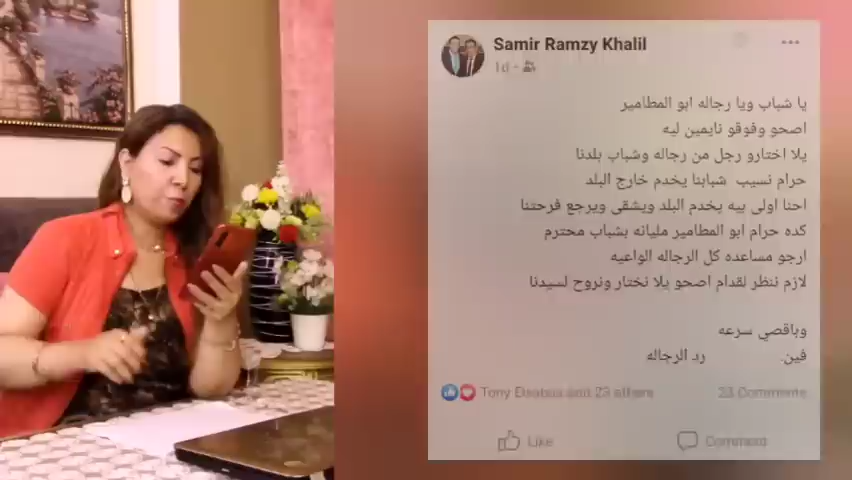 Samir Ramzy Khalil
1d
يا شباب ويا رجاله ابو المطامير
اصحو وفوقو نايمين ليه
يلا اختارو رجل من رجاله وشباب بلدنا
حرام نسيب شبابنا يخدم خارج البلد
احنا اولى بيه يخدم البلد ويشقى ويرجع فرحتنا
كده حرام ابو المطامير مليانه بشباب محترم
ارجو مساعده كل الرجاله الواعيه
لازم ننظر لقدام اصحو يلا نختار ونروح لسيدنا
وباقصي سرعه
فين. رد الرجاله
Tony and 23 others
23 Comments
Like
Comment